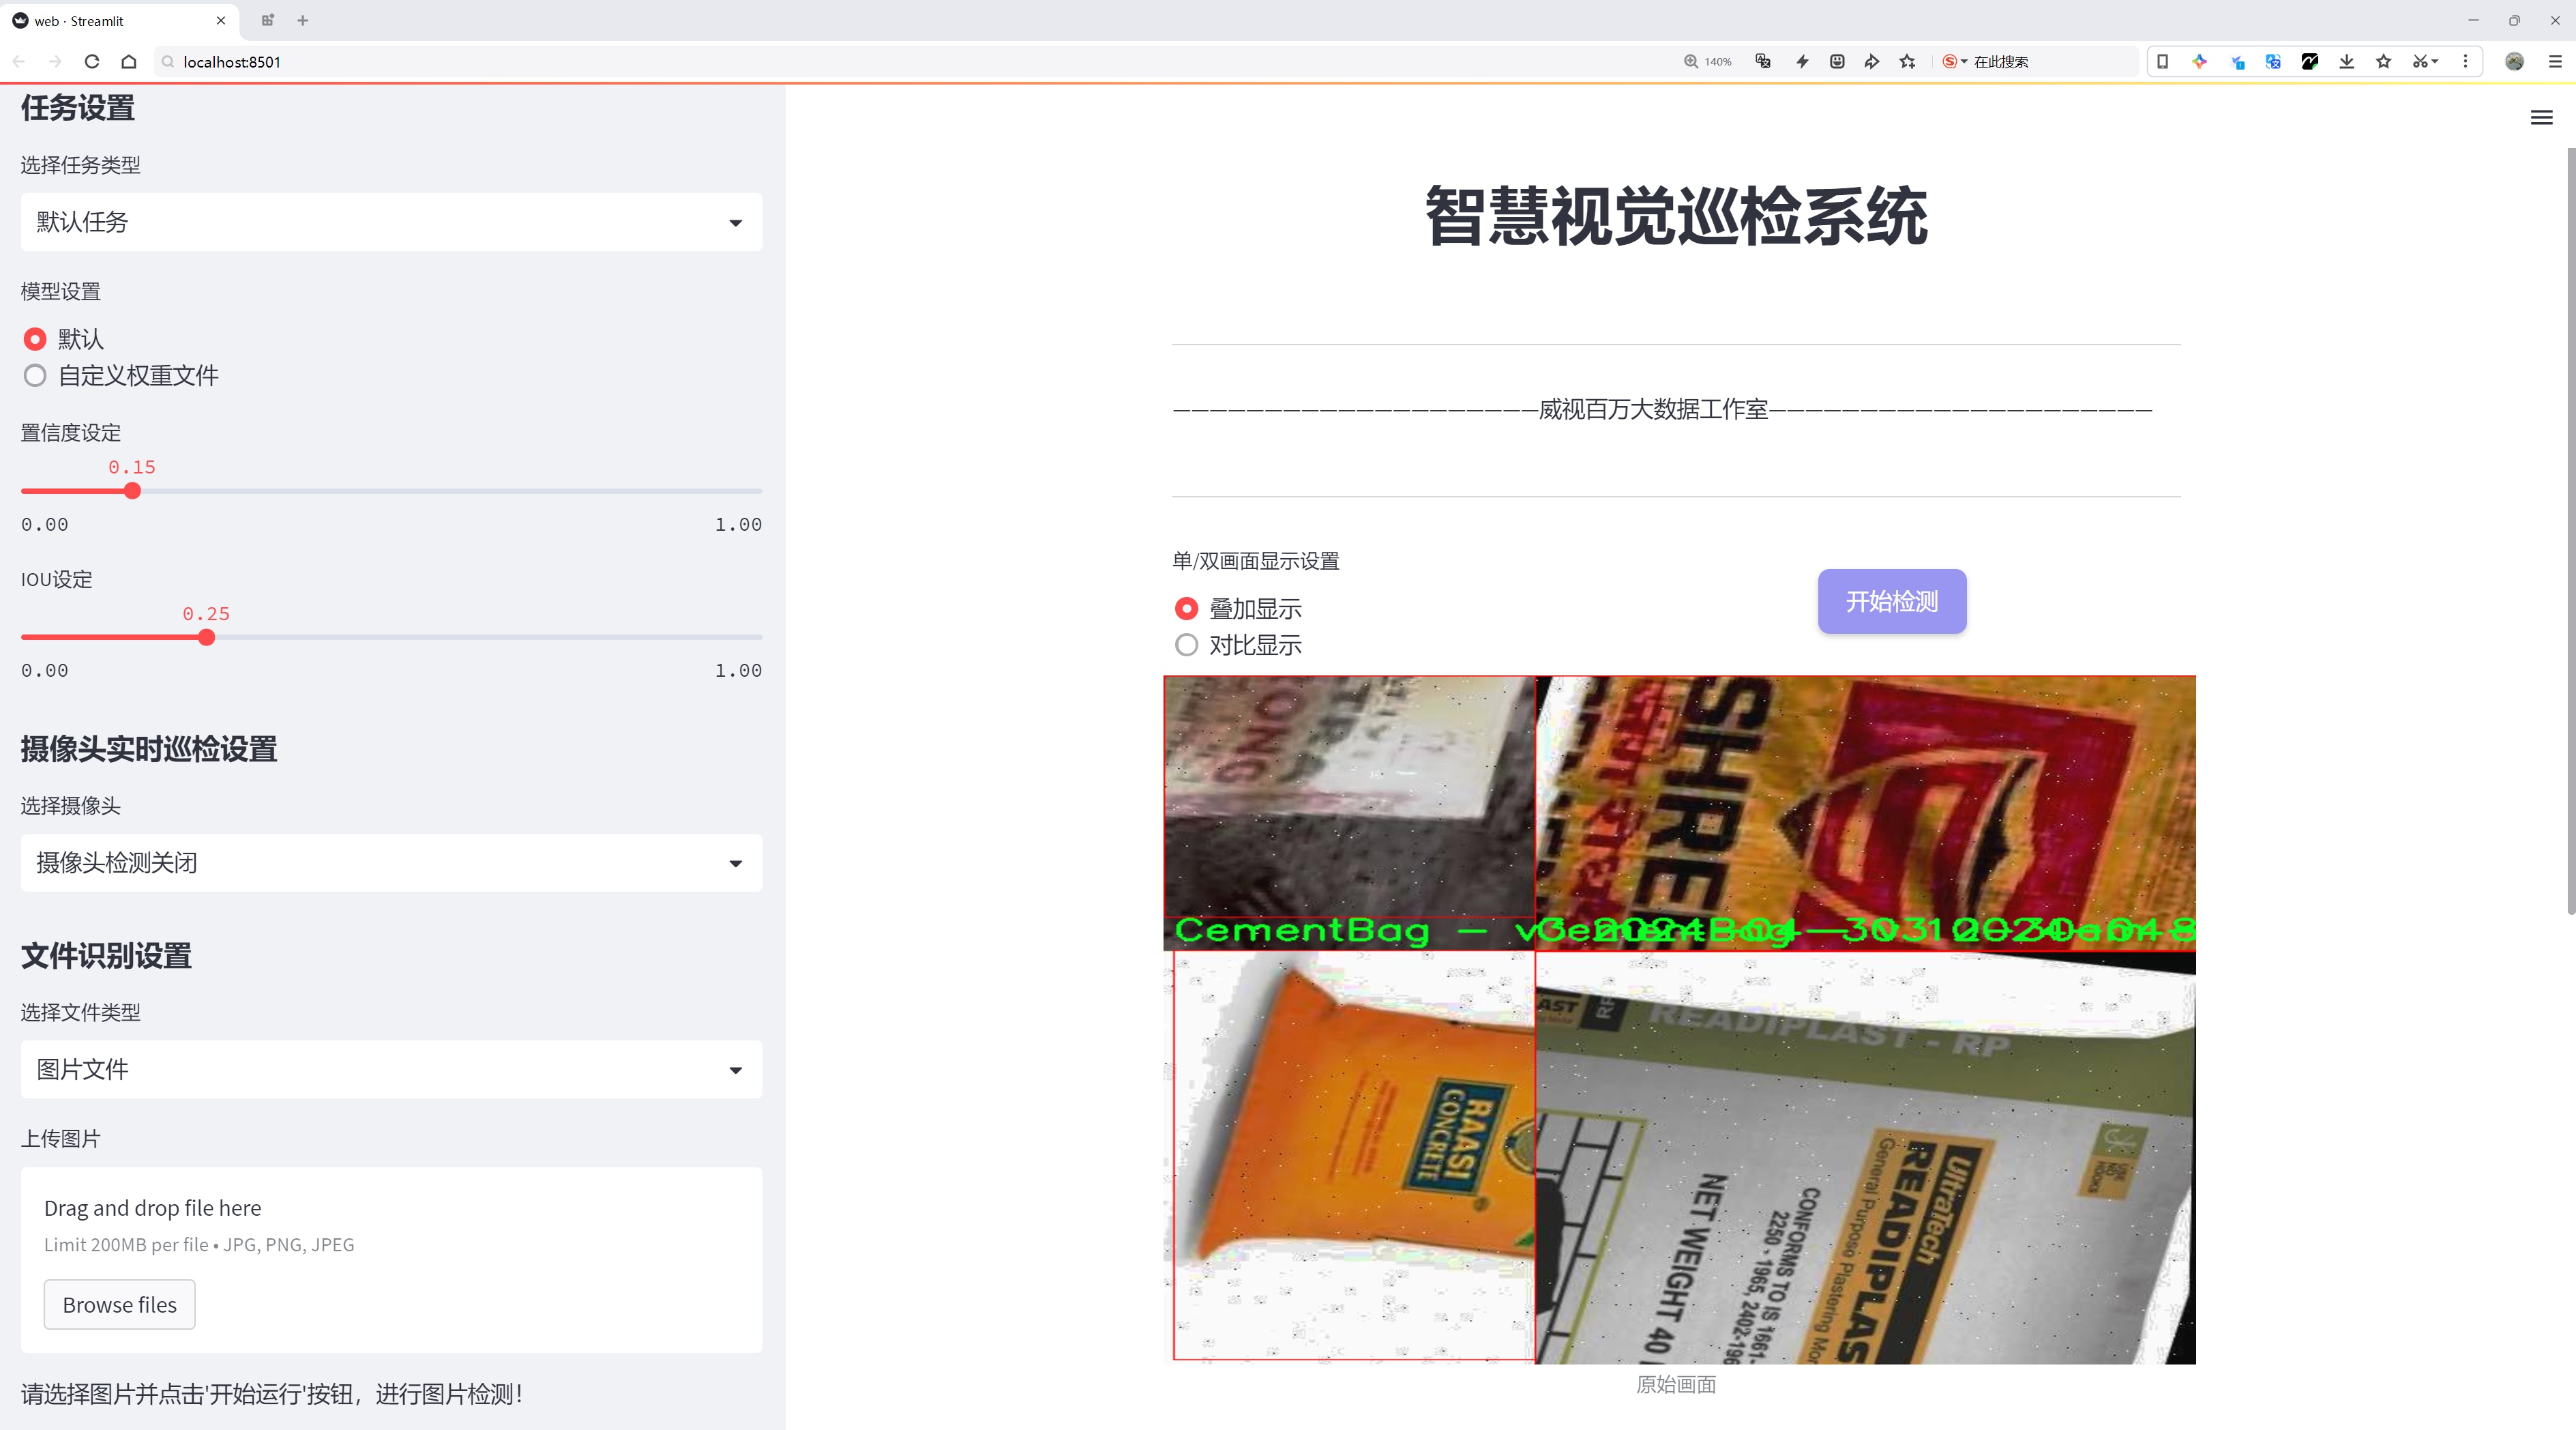 web · Streamlit
localhost:8501
140%
在此搜索
任务设置
选择任务类型
默认任务
模型设置
默认
自定义权重文件
置信度设定
0.15
0.00 1.00
IOU设定
0.25
0.00 1.00
摄像头实时巡检设置
选择摄像头
摄像头检测关闭
文件识别设置
选择文件类型
图片文件
上传图片
Drag and drop file here
Limit 200MB per file • JPG, PNG, JPEG
Browse files
请选择图片并点击'开始运行'按钮，进行图片检测！
智慧视觉巡检系统
—————————————————————威视百万大数据工作室——————————————————————
单/双画面显示设置
叠加显示
对比显示
开始检测
SHREE
CementBag –
RAASI
CONCRETE
READIPLAST - RP
UltraTech
READIPLAS
General Purpose Plastering Mor
CONFORMS TO IS 1661-
2250 - 1965, 2402-196
NET WEIGHT 40
原始画面